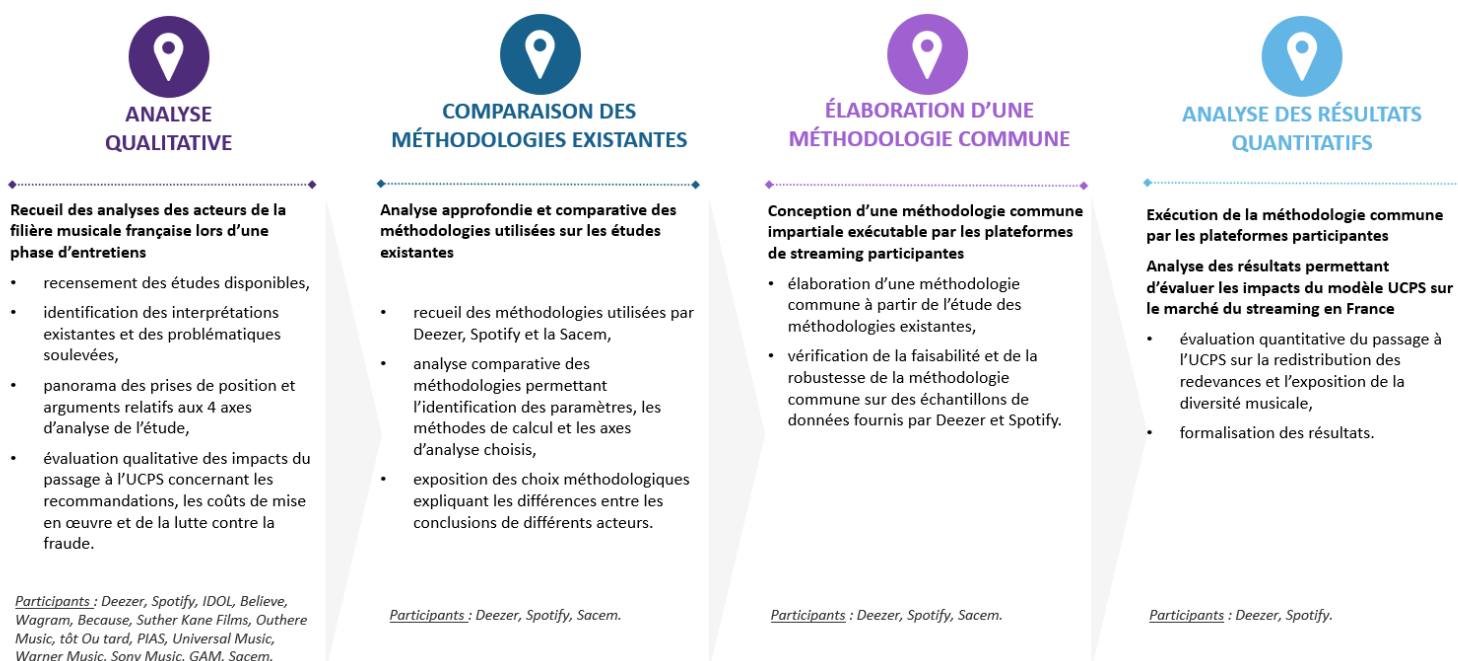 ANALYSE
QUALITATIVE
Recueil des analyses des acteurs de la
filière musicale française lors d’une
phase d’entretiens
• recensement des études disponibles,
• identification des interprétations
existantes et des problématiques
soulevées,
• panorama des prises de position et
arguments relatifs aux 4 axes
d’analyse de l’étude,
• évaluation qualitative des impacts du
passage à l’UCPS concernant les
recommandations, les coûts de mise
en œuvre et de la lutte contre la
fraude.
Participants : Deezer, Spotify, IDOL, Believe,
Wagram, Because, Suther Kane Films, Outhere
Music, tôt Ou tard, PIAS, Universal Music,
Warner Music, Sony Music, GAM, Sacem.
COMPARAISON DES
MÉTHODOLOGIES EXISTANTES
Analyse approfondie et comparative des
méthodologies utilisées sur les études
existantes
• recueil des méthodologies utilisées par
Deezer, Spotify et la Sacem,
• analyse comparative des
méthodologies permettant
l’identification des paramètres, les
méthodes de calcul et les axes
d’analyse choisis,
• exposition des choix méthodologiques
expliquant les différences entre les
conclusions de différents acteurs.
Participants : Deezer, Spotify, Sacem.
ÉLABORATION D’UNE
MÉTHODOLOGIE COMMUNE
Conception d’une méthodologie commune
impartiale exécutable par les plateformes
de streaming participantes
• élaboration d’une méthodologie
commune à partir de l’étude des
méthodologies existantes,
• vérification de la faisabilité et de la
robustesse de la méthodologie
commune sur des échantillons de
données fournis par Deezer et Spotify.
Participants : Deezer, Spotify, Sacem.
ANALYSE DES RÉSULTATS
QUANTITATIFS
Exécution de la méthodologie commune
par les plateformes participantes
Analyse des résultats permettant
d’évaluer les impacts du modèle UCPS sur
le marché du streaming en France
• évaluation quantitative du passage à
l’UCPS sur la redistribution des
redevances et l’exposition de la
diversité musicale,
• formalisation des résultats.
Participants : Deezer, Spotify.